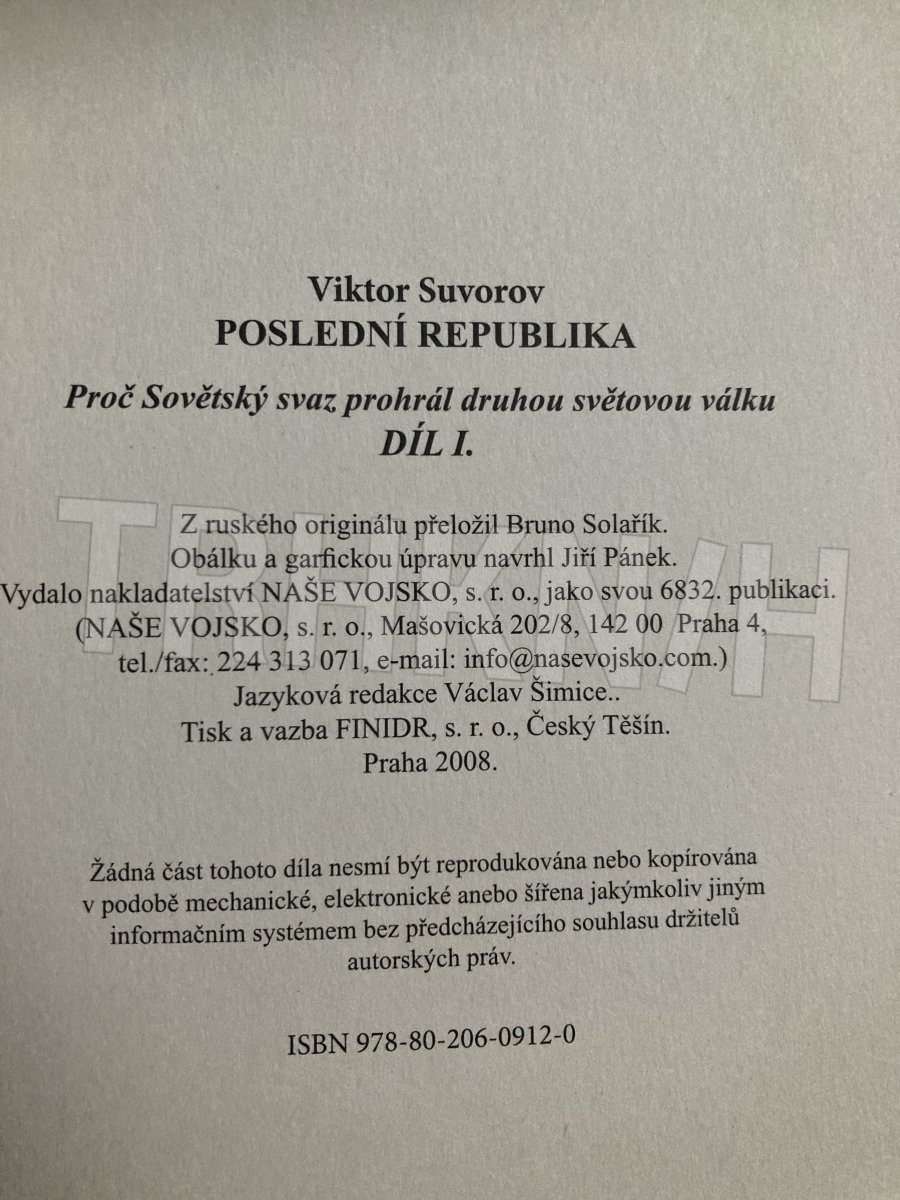 Viktor Suvorov
POSLEDNÍ REPUBLIKA
Proč Sovětský svaz prohrál druhou světovou válku
DÍL I.
Z ruského originálu přeložil Bruno Solařík.
Obálku a garfickou úpravu navrhl Jiří Pánek.
Vydalo nakladatelství NAŠE VOJSKO, s. r. o., jako svou 6832. publikaci.
(NAŠE VOJSKO, s. r. o., Mašovická 202/8, 142 00 Praha 4,
tel./fax: 224 313 071, e-mail: info@nasevojsko.com.)
Jazyková redakce Václav Šimice..
Tisk a vazba FINIDR, s. r. o., Český Těšín.
Praha 2008.
Žádná část tohoto díla nesmí být reprodukována nebo kopírována
v podobě mechanické, elektronické anebo šířena jakýmkoliv jiným
informačním systémem bez předcházejícího souhlasu držitelů
autorských práv.
ISBN 978-80-206-0912-0